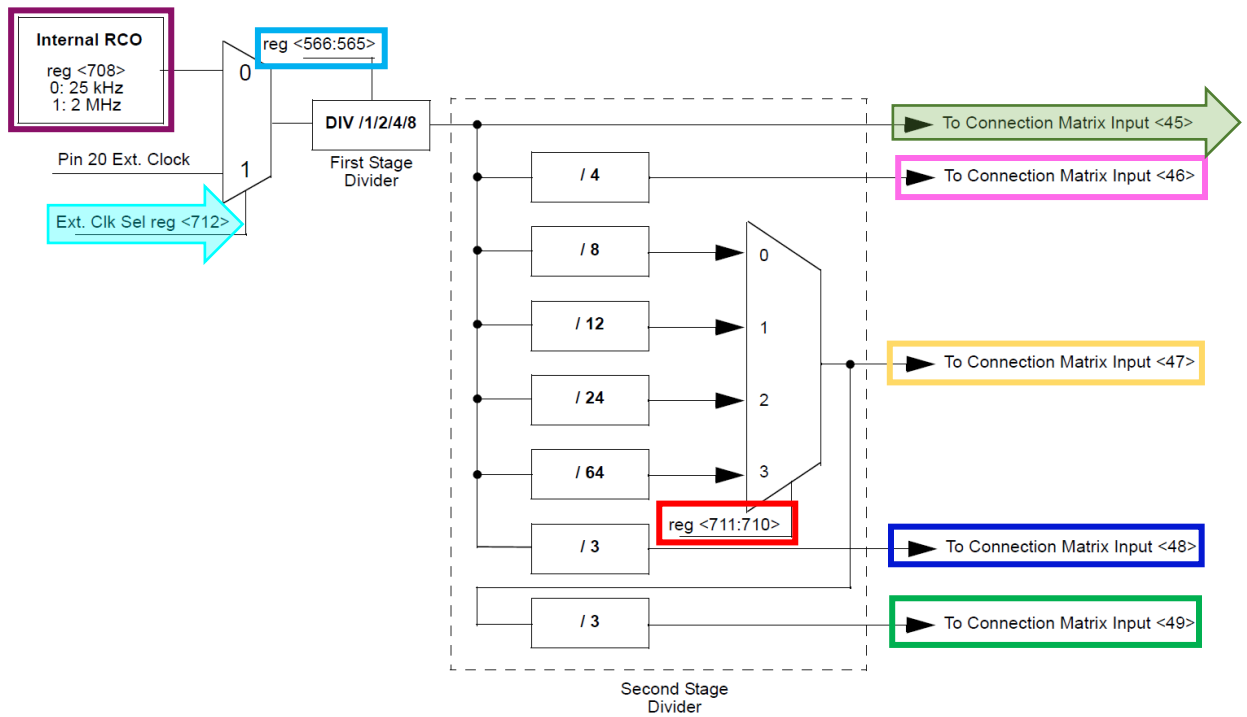 Internal RCO
reg <708>
0: 25 kHz
1: 2 MHz
reg <566:565>
0
DIV /1/2/4/8
First Stage
Divider
Pin 20 Ext. Clock
1
Ext. Clk Sel reg <712>
To Connection Matrix Input <45>
/ 4
To Connection Matrix Input <46>
/ 8
0
/ 12
1
To Connection Matrix Input <47>
/ 24
2
/ 64
3
reg <711:710>
/ 3
To Connection Matrix Input <48>
/ 3
To Connection Matrix Input <49>
Second Stage
Divider